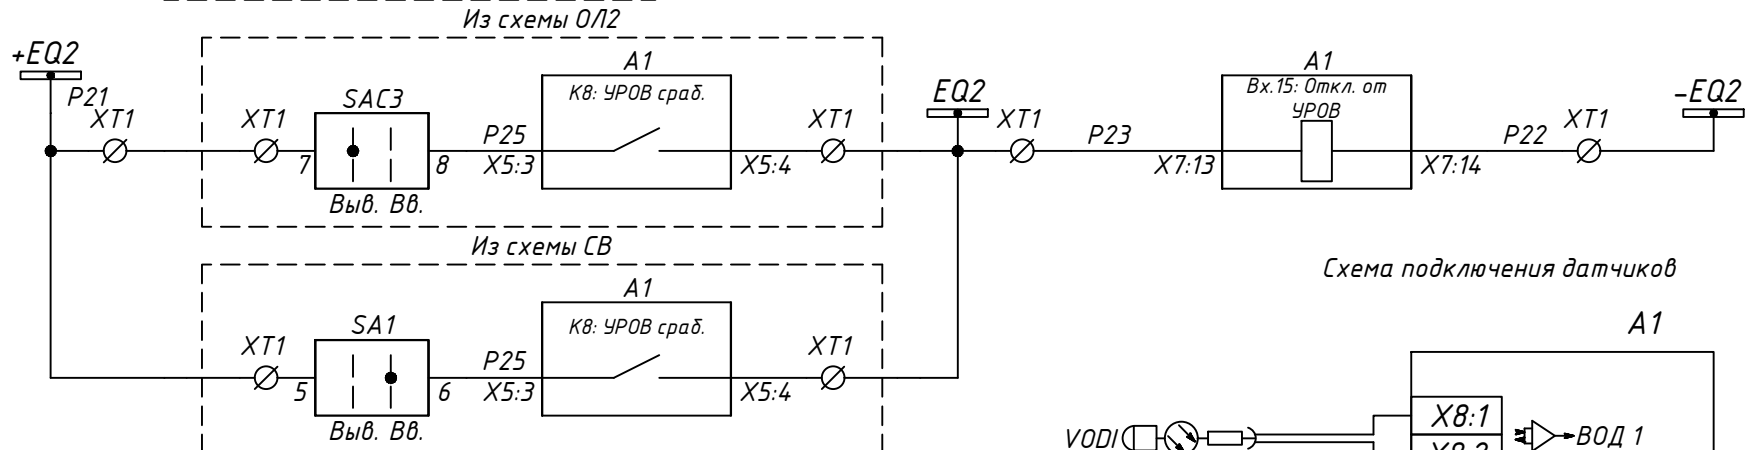 Из схемы ОЛ2
+EQ2
P21
XT1
XT1
SAC3
7
8
Выв. Вв.
P25
X5:3
A1
K8: УРОВ сраб.
X5:4
XT1
EQ2
XT1
P23
X7:13
A1
Вх.15: Откл. от
УРОВ
X7:14
P22
XT1
-EQ2
Из схемы СВ
XT1
SA1
5
6
Выв. Вв.
P25
X5:3
A1
K8: УРОВ сраб.
X5:4
XT1
Схема подключения датчиков
A1
VODI
X8:1
ВОД 1